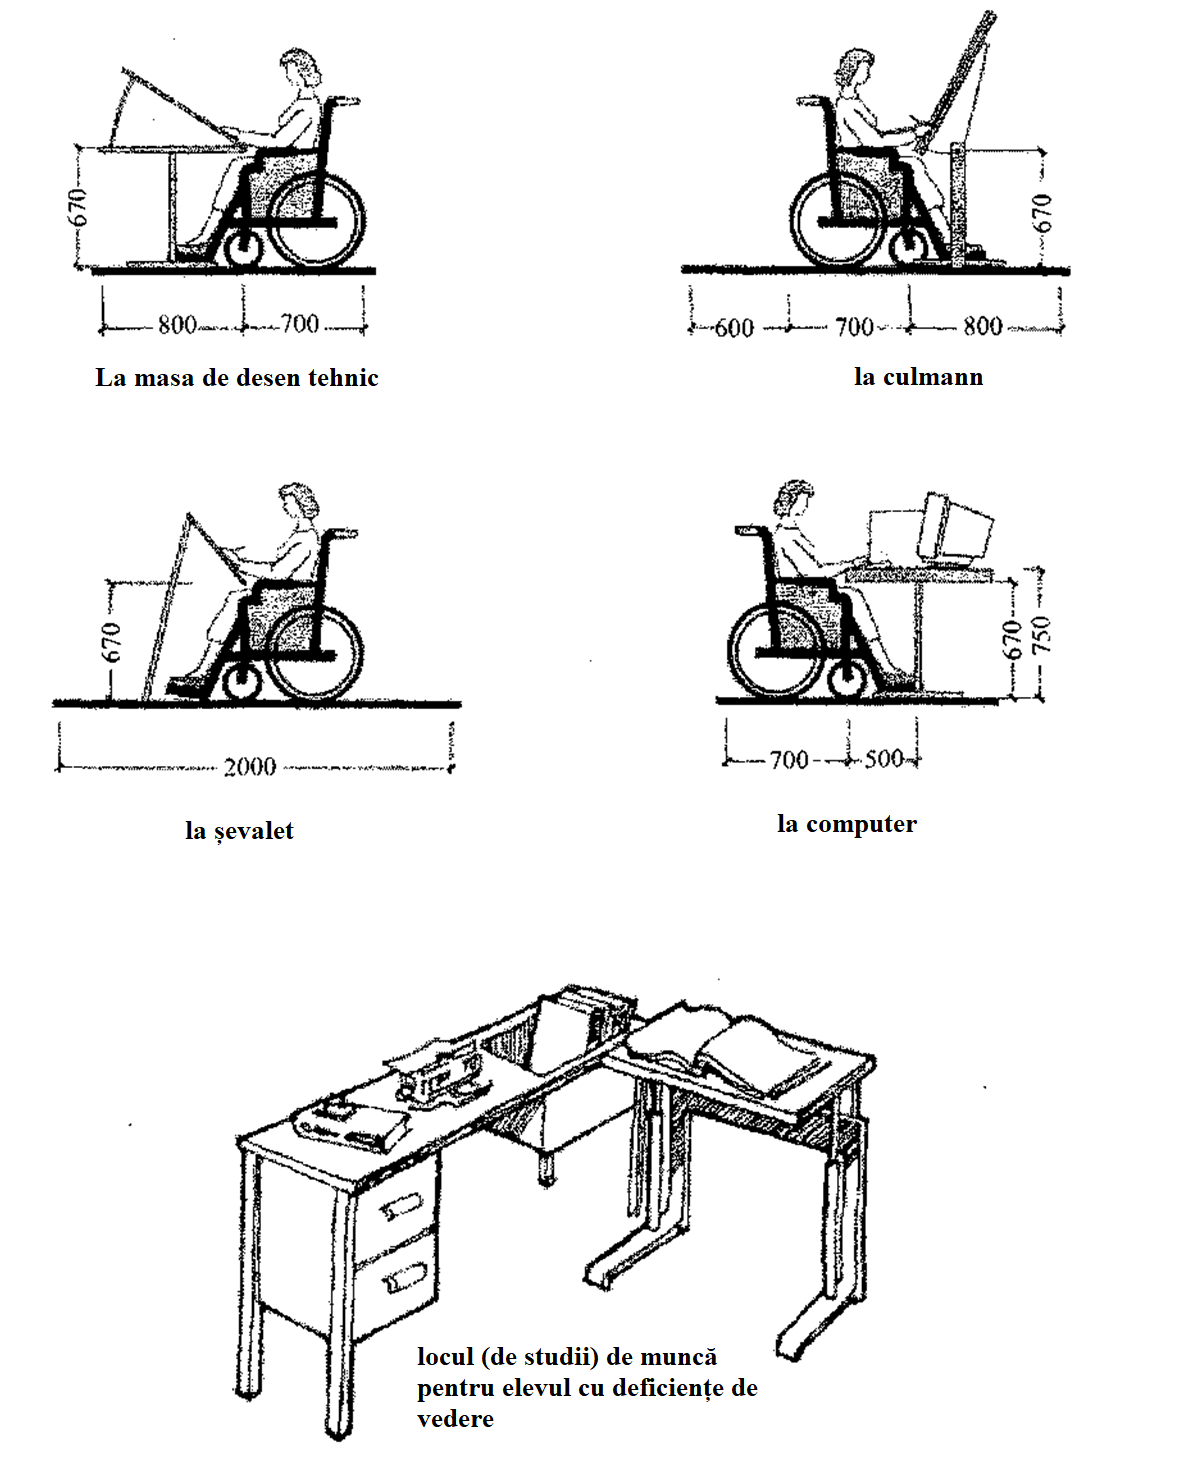 670
800
700
La masa de desen tehnic
670
600
700
800
la culmann
670
2000
la șevalet
670
750
700
500
la computer
locul (de studii) de muncă
pentru elevul cu deficiențe de
vedere